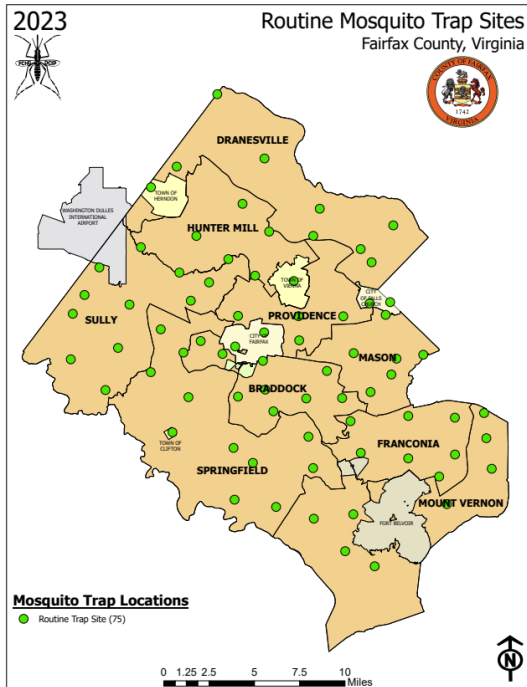 2023
Routine Mosquito Trap Sites
Fairfax County, Virginia
FCHD
DCIP
COUNTY OF FAIRFAX
1742
VIRGINIA
DRANESVILLE
TOWN OF
HERNDON
WASHINGTON DULLES
INTERNATIONAL
AIRPORT
HUNTER MILL
TOWN OF
VIENNA
CITY
OF FALLS
CHURCH
SULLY
PROVIDENCE
CITY OF
FAIRFAX
MASON
BRADDOCK
TOWN OF
CLIFTON
FRANCONIA
SPRINGFIELD
MOUNT VERNON
FORT BELVOIR
Mosquito Trap Locations
Routine Trap Site (75)
0 1.25 2.5 5 7.5 10
Miles
N